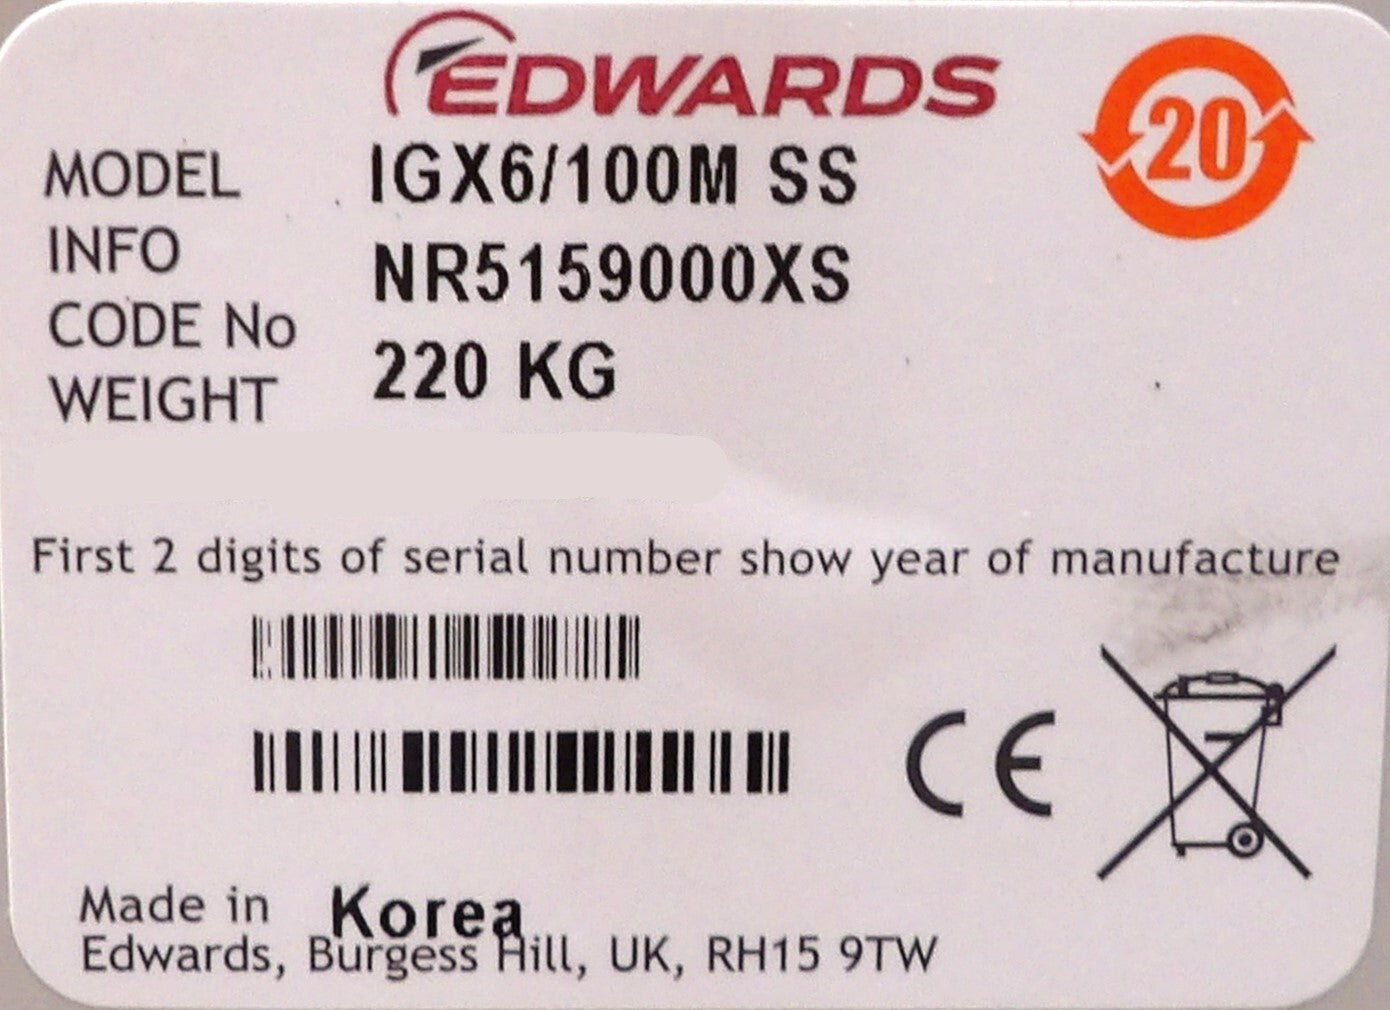 EDWARDS
20
MODEL IGX6/100M SS
INFO
CODE No NR5159000XS
WEIGHT 220 KG
First 2 digits of serial number show year of manufacture
CE
Made in Korea
Edwards, Burgess Hill, UK, RH15 9TW